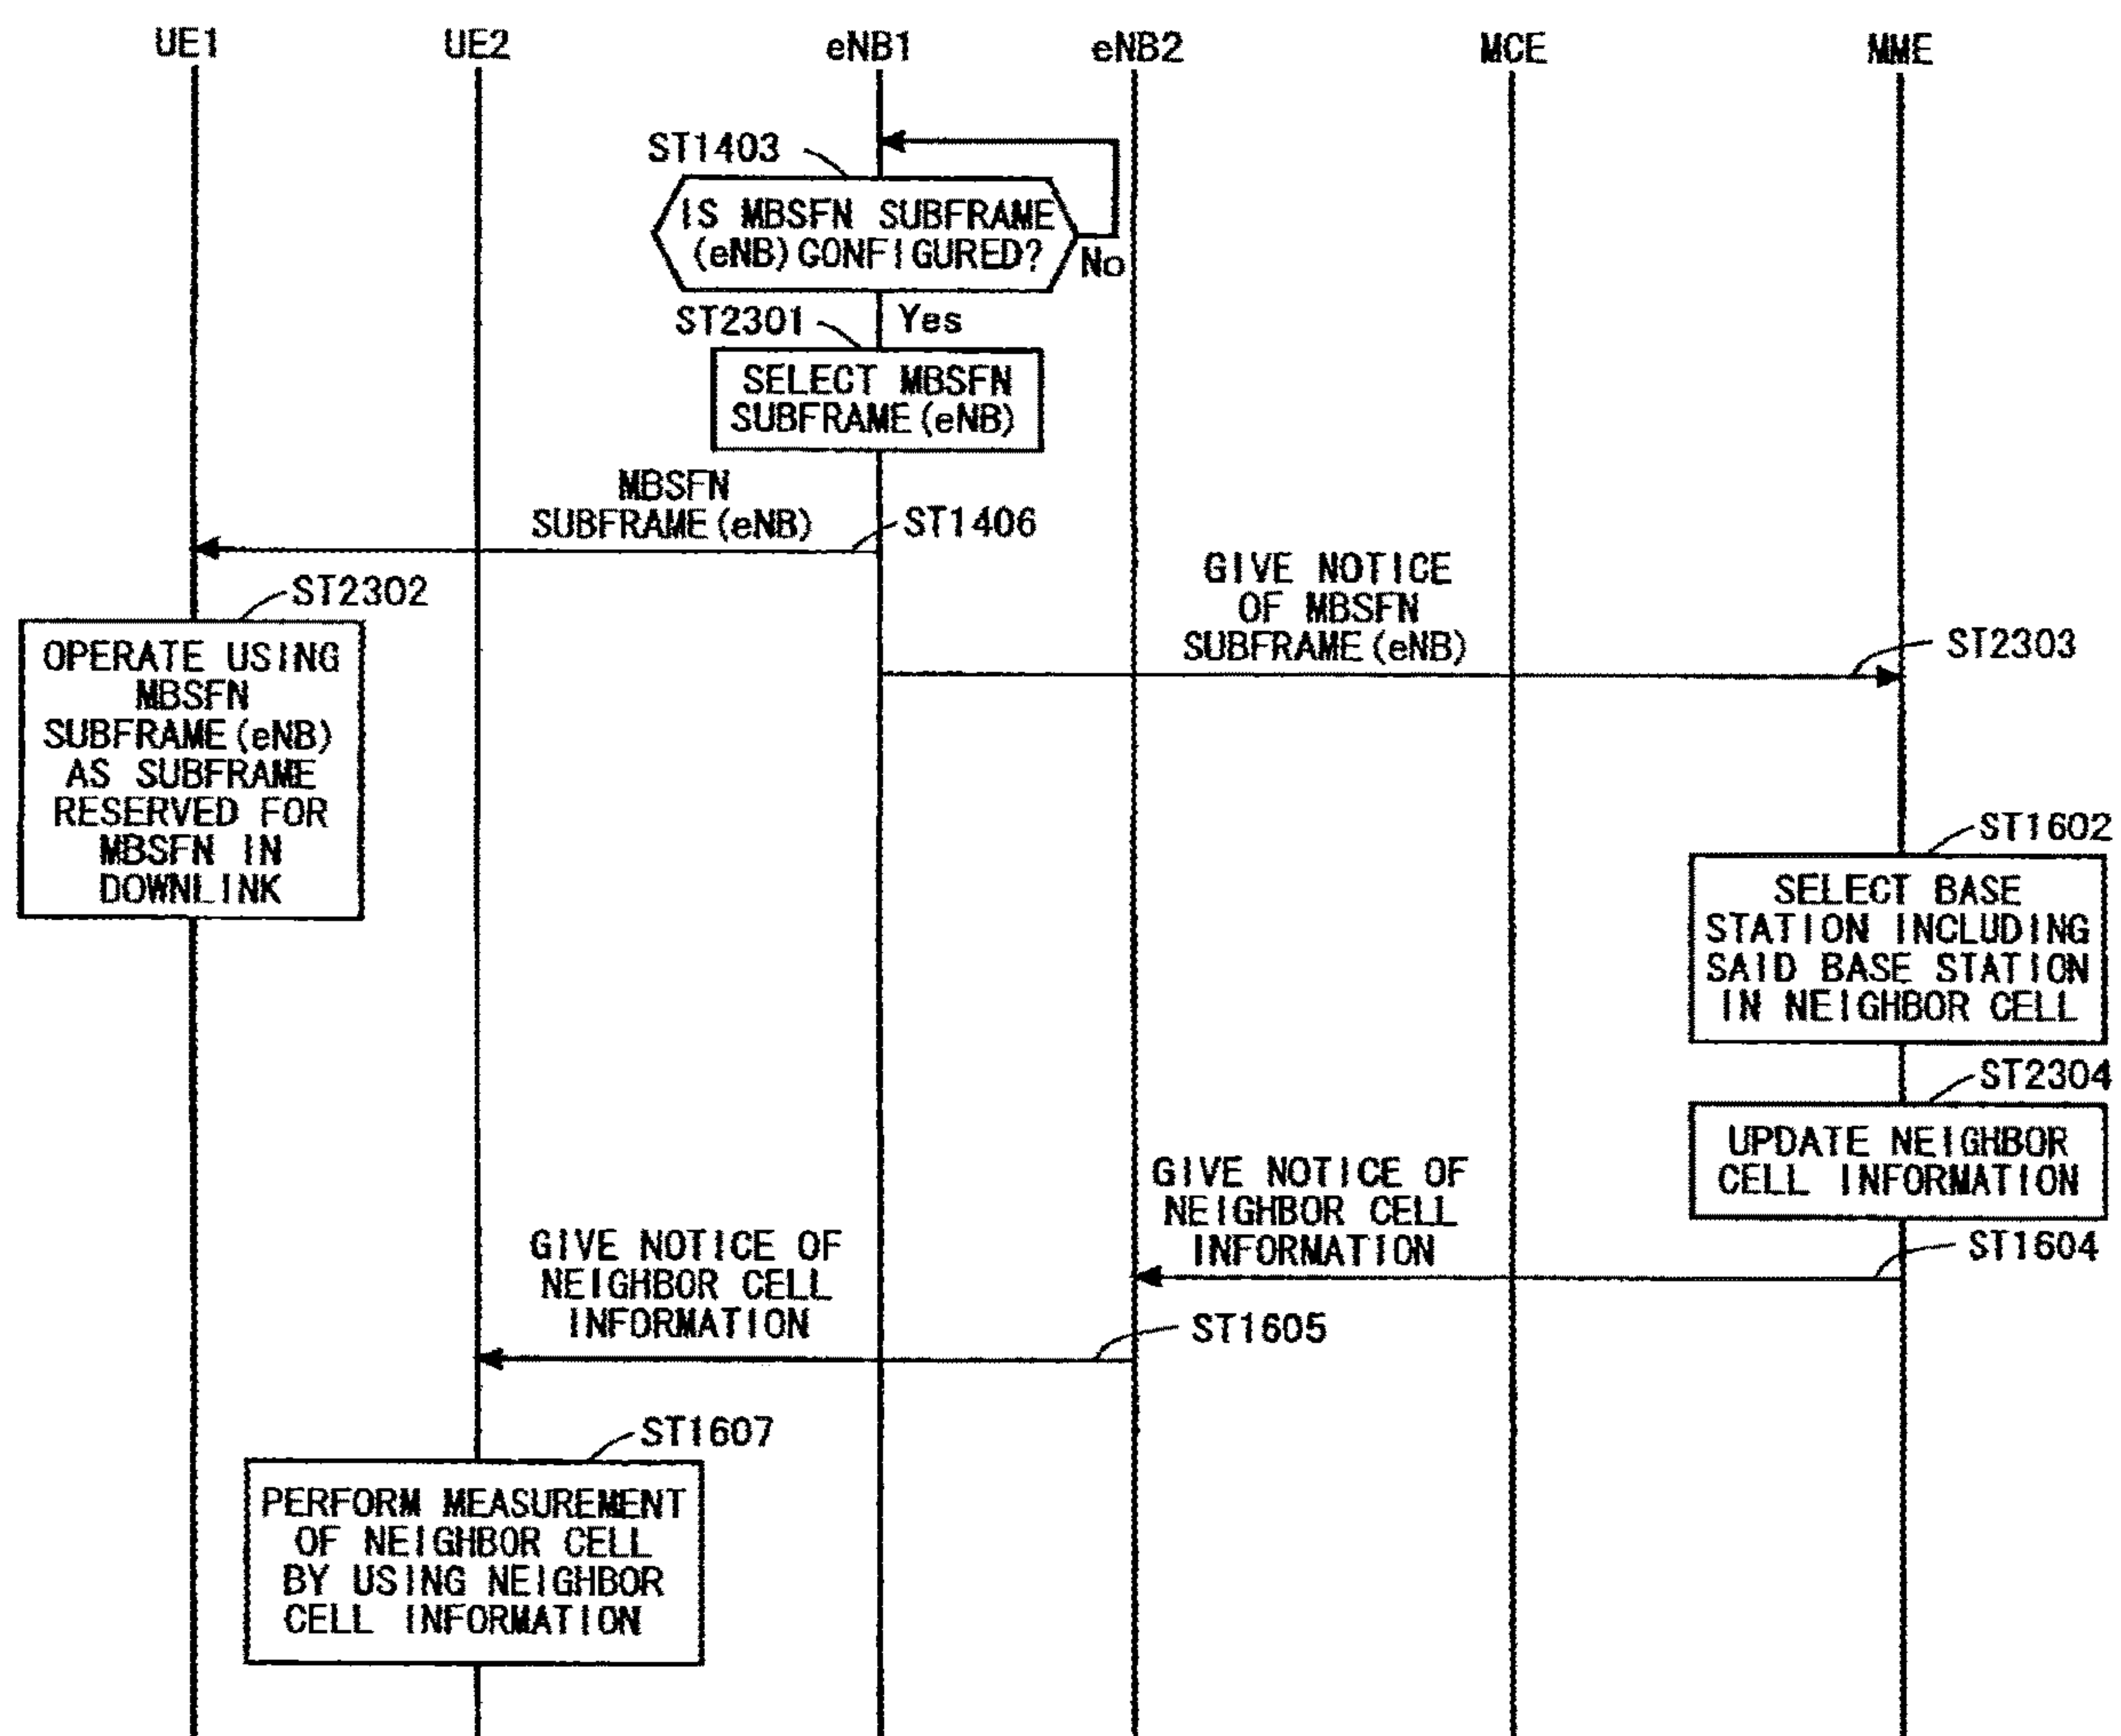 UE1
UE2
eNB1
eNB2
MCE
MME
ST1403
IS MBSFN SUBFRAME
(eNB) GONFIGURED?
No
ST2301
Yes
SELECT MBSFN
SUBFRAME (eNB)
MBSFN
SUBFRAME (eNB)
ST1406
ST2302
OPERATE USING
MBSFN
SUBFRAME (eNB)
AS SUBFRAME
RESERVED FOR
MBSFN IN
DOWNLINK
GIVE NOTICE
OF MBSFN
SUBFRAME (eNB)
ST2303
ST1602
SELECT BASE
STATION INCLUDING
SAID BASE STATION
IN NEIGHBOR CELL
ST2304
UPDATE NEIGHBOR
CELL INFORMATION
GIVE NOTICE OF
NEIGHBOR CELL
INFORMATION
ST1604
GIVE NOTICE OF
NEIGHBOR CELL
INFORMATION
ST1605
ST1607
PERFORM MEASUREMENT
OF NEIGHBOR CELL
BY USING NEIGHBOR
CELL INFORMATION